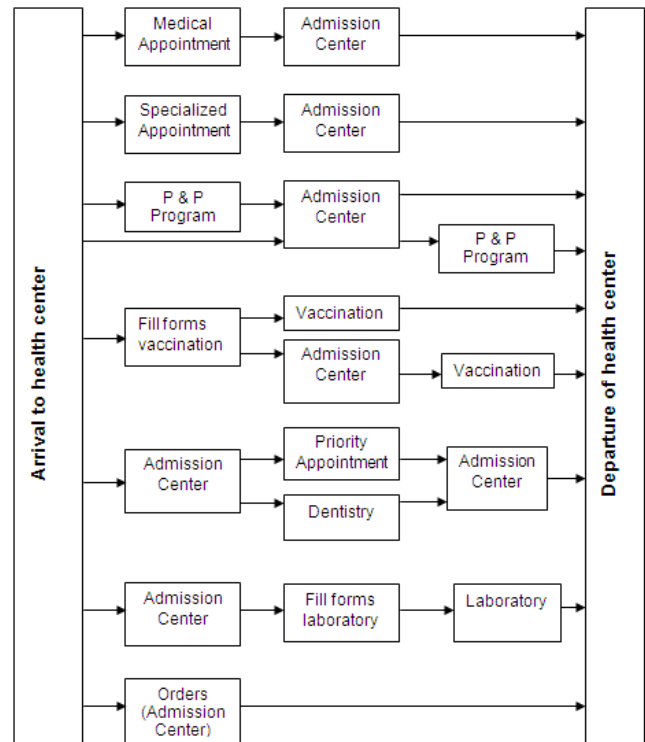 Arrival to health center
Medical
Appointment
Admission
Center
Specialized
Appointment
Admission
Center
P & P
Program
Admission
Center
P & P
Program
Fill forms
vaccination
Vaccination
Admission
Center
Vaccination
Admission
Center
Priority
Appointment
Dentistry
Admission
Center
Admission
Center
Fill forms
laboratory
Laboratory
Orders
(Admission
Center)
Departure of health center